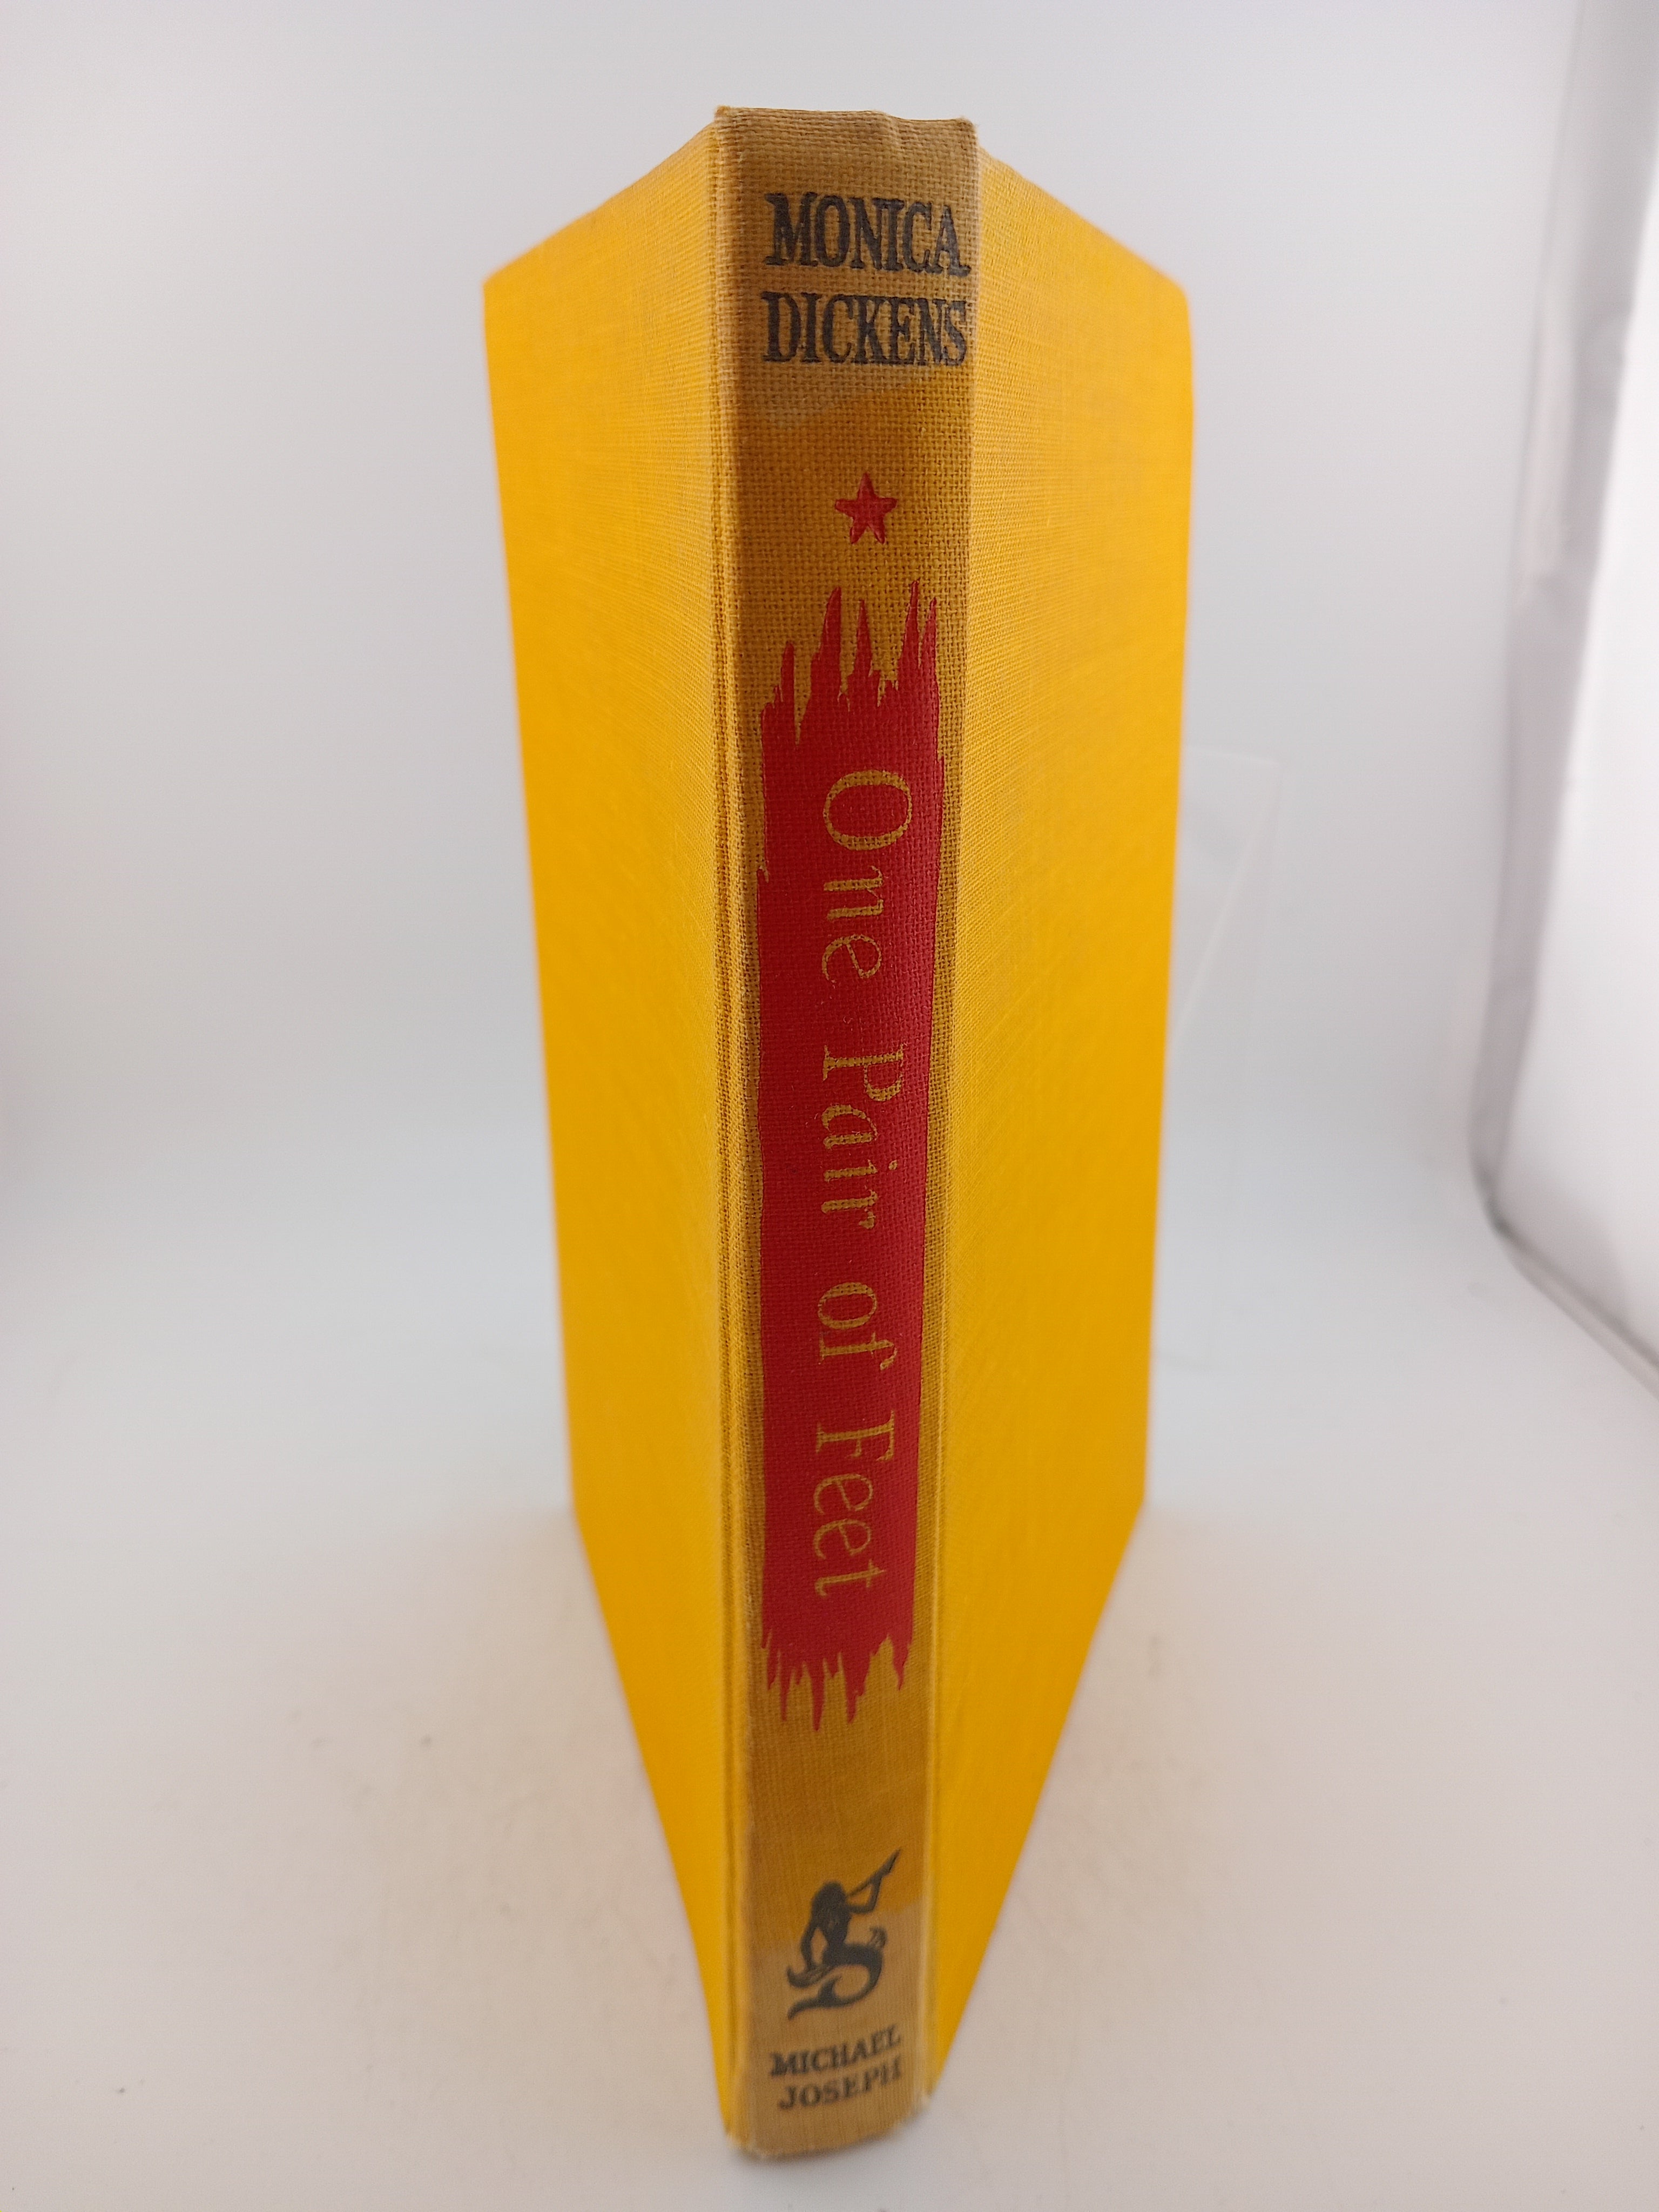 MONICA
DICKENS
One Pair of Feet
MICHAEL
JOSEPH